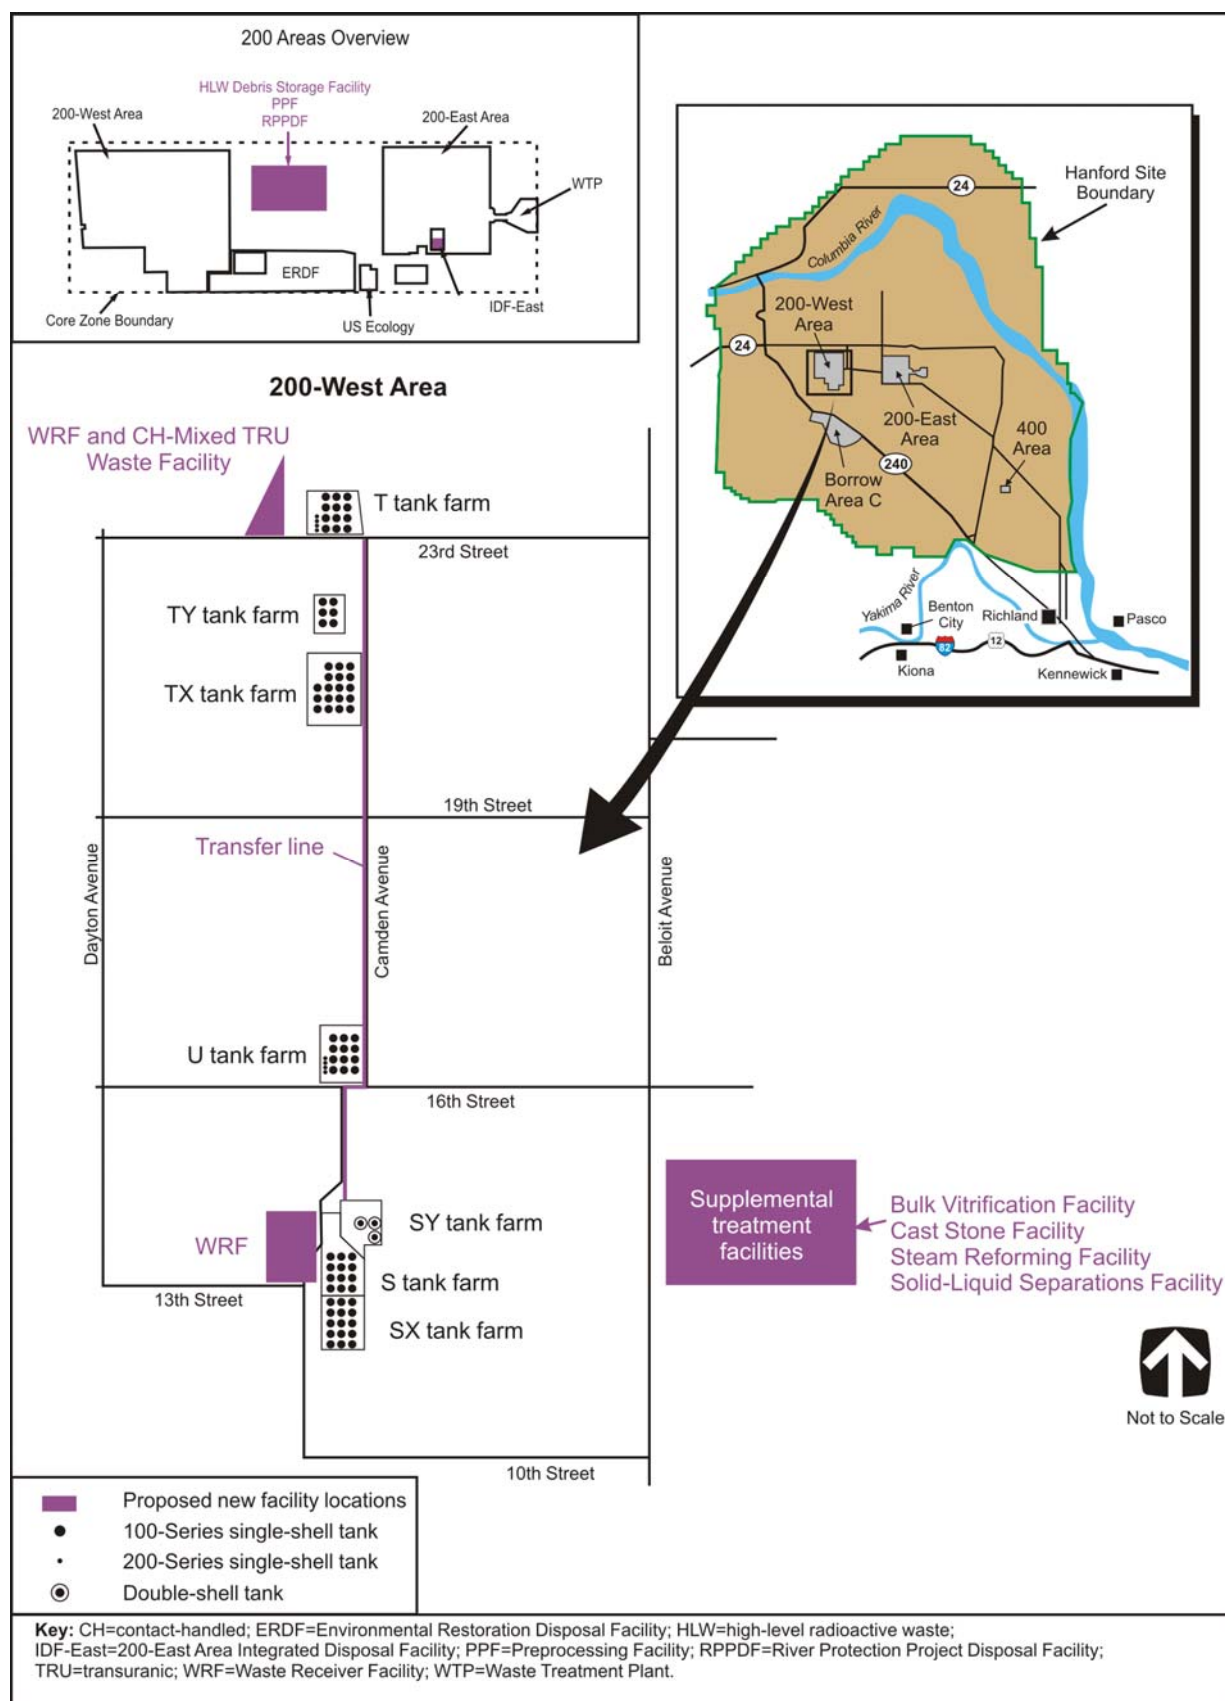 200 Areas Overview
HLW Debris Storage Facility
PPF
RPPDF
200-West Area
200-East Area
WTP
ERDF
IDF-East
Core Zone Boundary
US Ecology
Hanford Site
Boundary
24
Columbia River
200-West
Area
24
200-East
Area
400
Area
240
Borrow
Area C
Yakima River
Benton
City
Richland
Pasco
82
12
Kiona
Kennewick
200-West Area
WRF and CH-Mixed TRU
Waste Facility
T tank farm
23rd Street
TY tank farm
TX tank farm
19th Street
Transfer line
Dayton Avenue
Camden Avenue
Beloit Avenue
U tank farm
16th Street
SY tank farm
WRF
S tank farm
13th Street
SX tank farm
10th Street
Supplemental
treatment
facilities
Bulk Vitrification Facility
Cast Stone Facility
Steam Reforming Facility
Solid-Liquid Separations Facility
Not to Scale
Proposed new facility locations
100-Series single-shell tank
200-Series single-shell tank
Double-shell tank
Key: CH=contact-handled; ERDF=Environmental Restoration Disposal Facility; HLW=high-level radioactive waste;
IDF-East=200-East Area Integrated Disposal Facility; PPF=Preprocessing Facility; RPPDF=River Protection Project Disposal Facility;
TRU=transuranic; WRF=Waste Receiver Facility; WTP=Waste Treatment Plant.